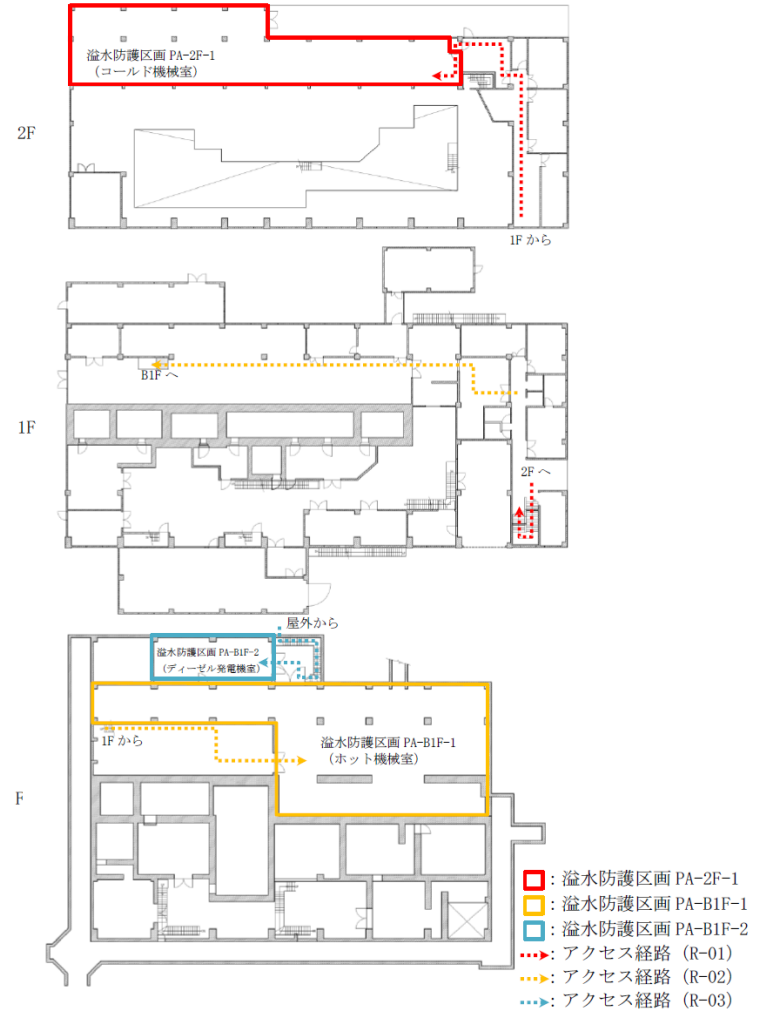 溢水防護区画 PA-2F-1
（コールド機械室）
2F
1F から
B1F へ
1F
2F へ
屋外から
溢水防護区画 PA-B1F-2
（ディーゼル発電機室）
1F から
溢水防護区画 PA-B1F-1
（ホット機械室）
F
：溢水防護区画 PA-2F-1
：溢水防護区画 PA-B1F-1
：溢水防護区画 PA-B1F-2
：アクセス経路（R-01）
：アクセス経路（R-02）
：アクセス経路（R-03）